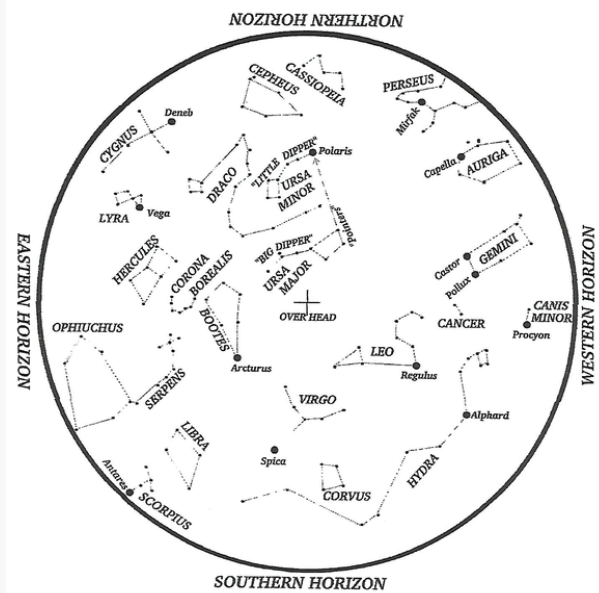 NORTHERN HORIZON
CASSIOPEIA
CEPHEUS
PERSEUS
Mirfak
Deneb
CYGNUS
"LITTLE DIPPER"
Polaris
Capella
AURIGA
DRACO
URSA
MINOR
LYRA
Vega
"Pointers"
HERCULES
"BIG DIPPER"
URSA
MAJOR
Castor
GEMINI
Pollux
CORONA
BOREALIS
EASTERN HORIZON
WESTERN HORIZON
OVER HEAD
CANIS
MINOR
Procyon
CANCER
OPHIUCHUS
BOOTES
Arcturus
LEO
Regulus
SERPENS
VIRGO
Alphard
LIBRA
Spica
HYDRA
Antares
SCORPIUS
CORVUS
SOUTHERN HORIZON